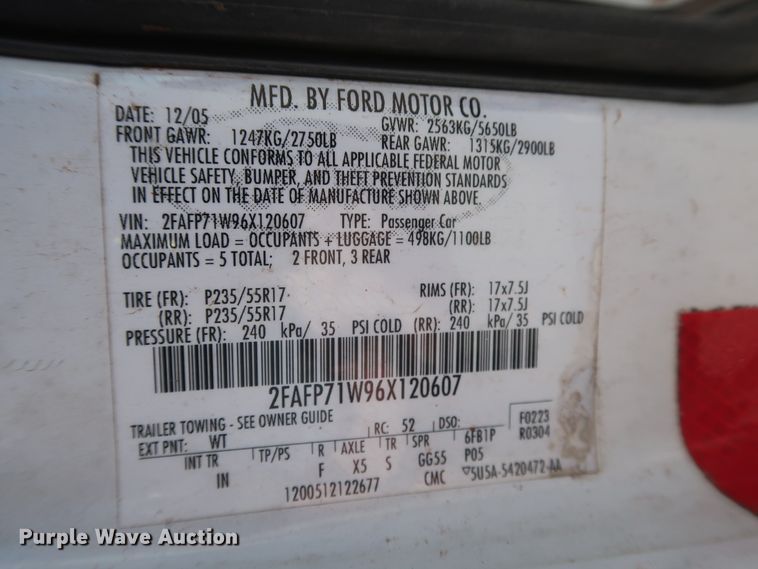 MFD. BY FORD MOTOR CO.
DATE: 12/05 GVWR: 2563KG/5650LB
FRONT GAWR: 1247KG/2750LB REAR GAWR: 1315KG/2900LB
THIS VEHICLE CONFORMS TO ALL APPLICABLE FEDERAL MOTOR
VEHICLE SAFETY, BUMPER, AND THEFT PREVENTION STANDARDS
IN EFFECT ON THE DATE OF MANUFACTURE SHOWN ABOVE.
VIN: 2FAFP71W96X120607 TYPE: Passenger Car
MAXIMUM LOAD = OCCUPANTS + LUGGAGE = 498KG/1100LB
OCCUPANTS = 5 TOTAL; 2 FRONT, 3 REAR
TIRE (FR): P235/55R17 RIMS (FR): 17x7.5J
(RR): P235/55R17 (RR): 17x7.5J
PRESSURE (FR): 240 kPa/ 35 PSI COLD (RR): 240 kPa/ 35 PSI COLD
2FAFP71W96X120607
TRAILER TOWING - SEE OWNER GUIDE RC: 52 DSO: F0223
EXT PNT: WT 6FB1P R0304
INT TR TP/PS R AXLE TR SPR P05
IN F X5 S GG55
1200512122677 CMC 5U5A-5420472-AA
Purple Wave Auction